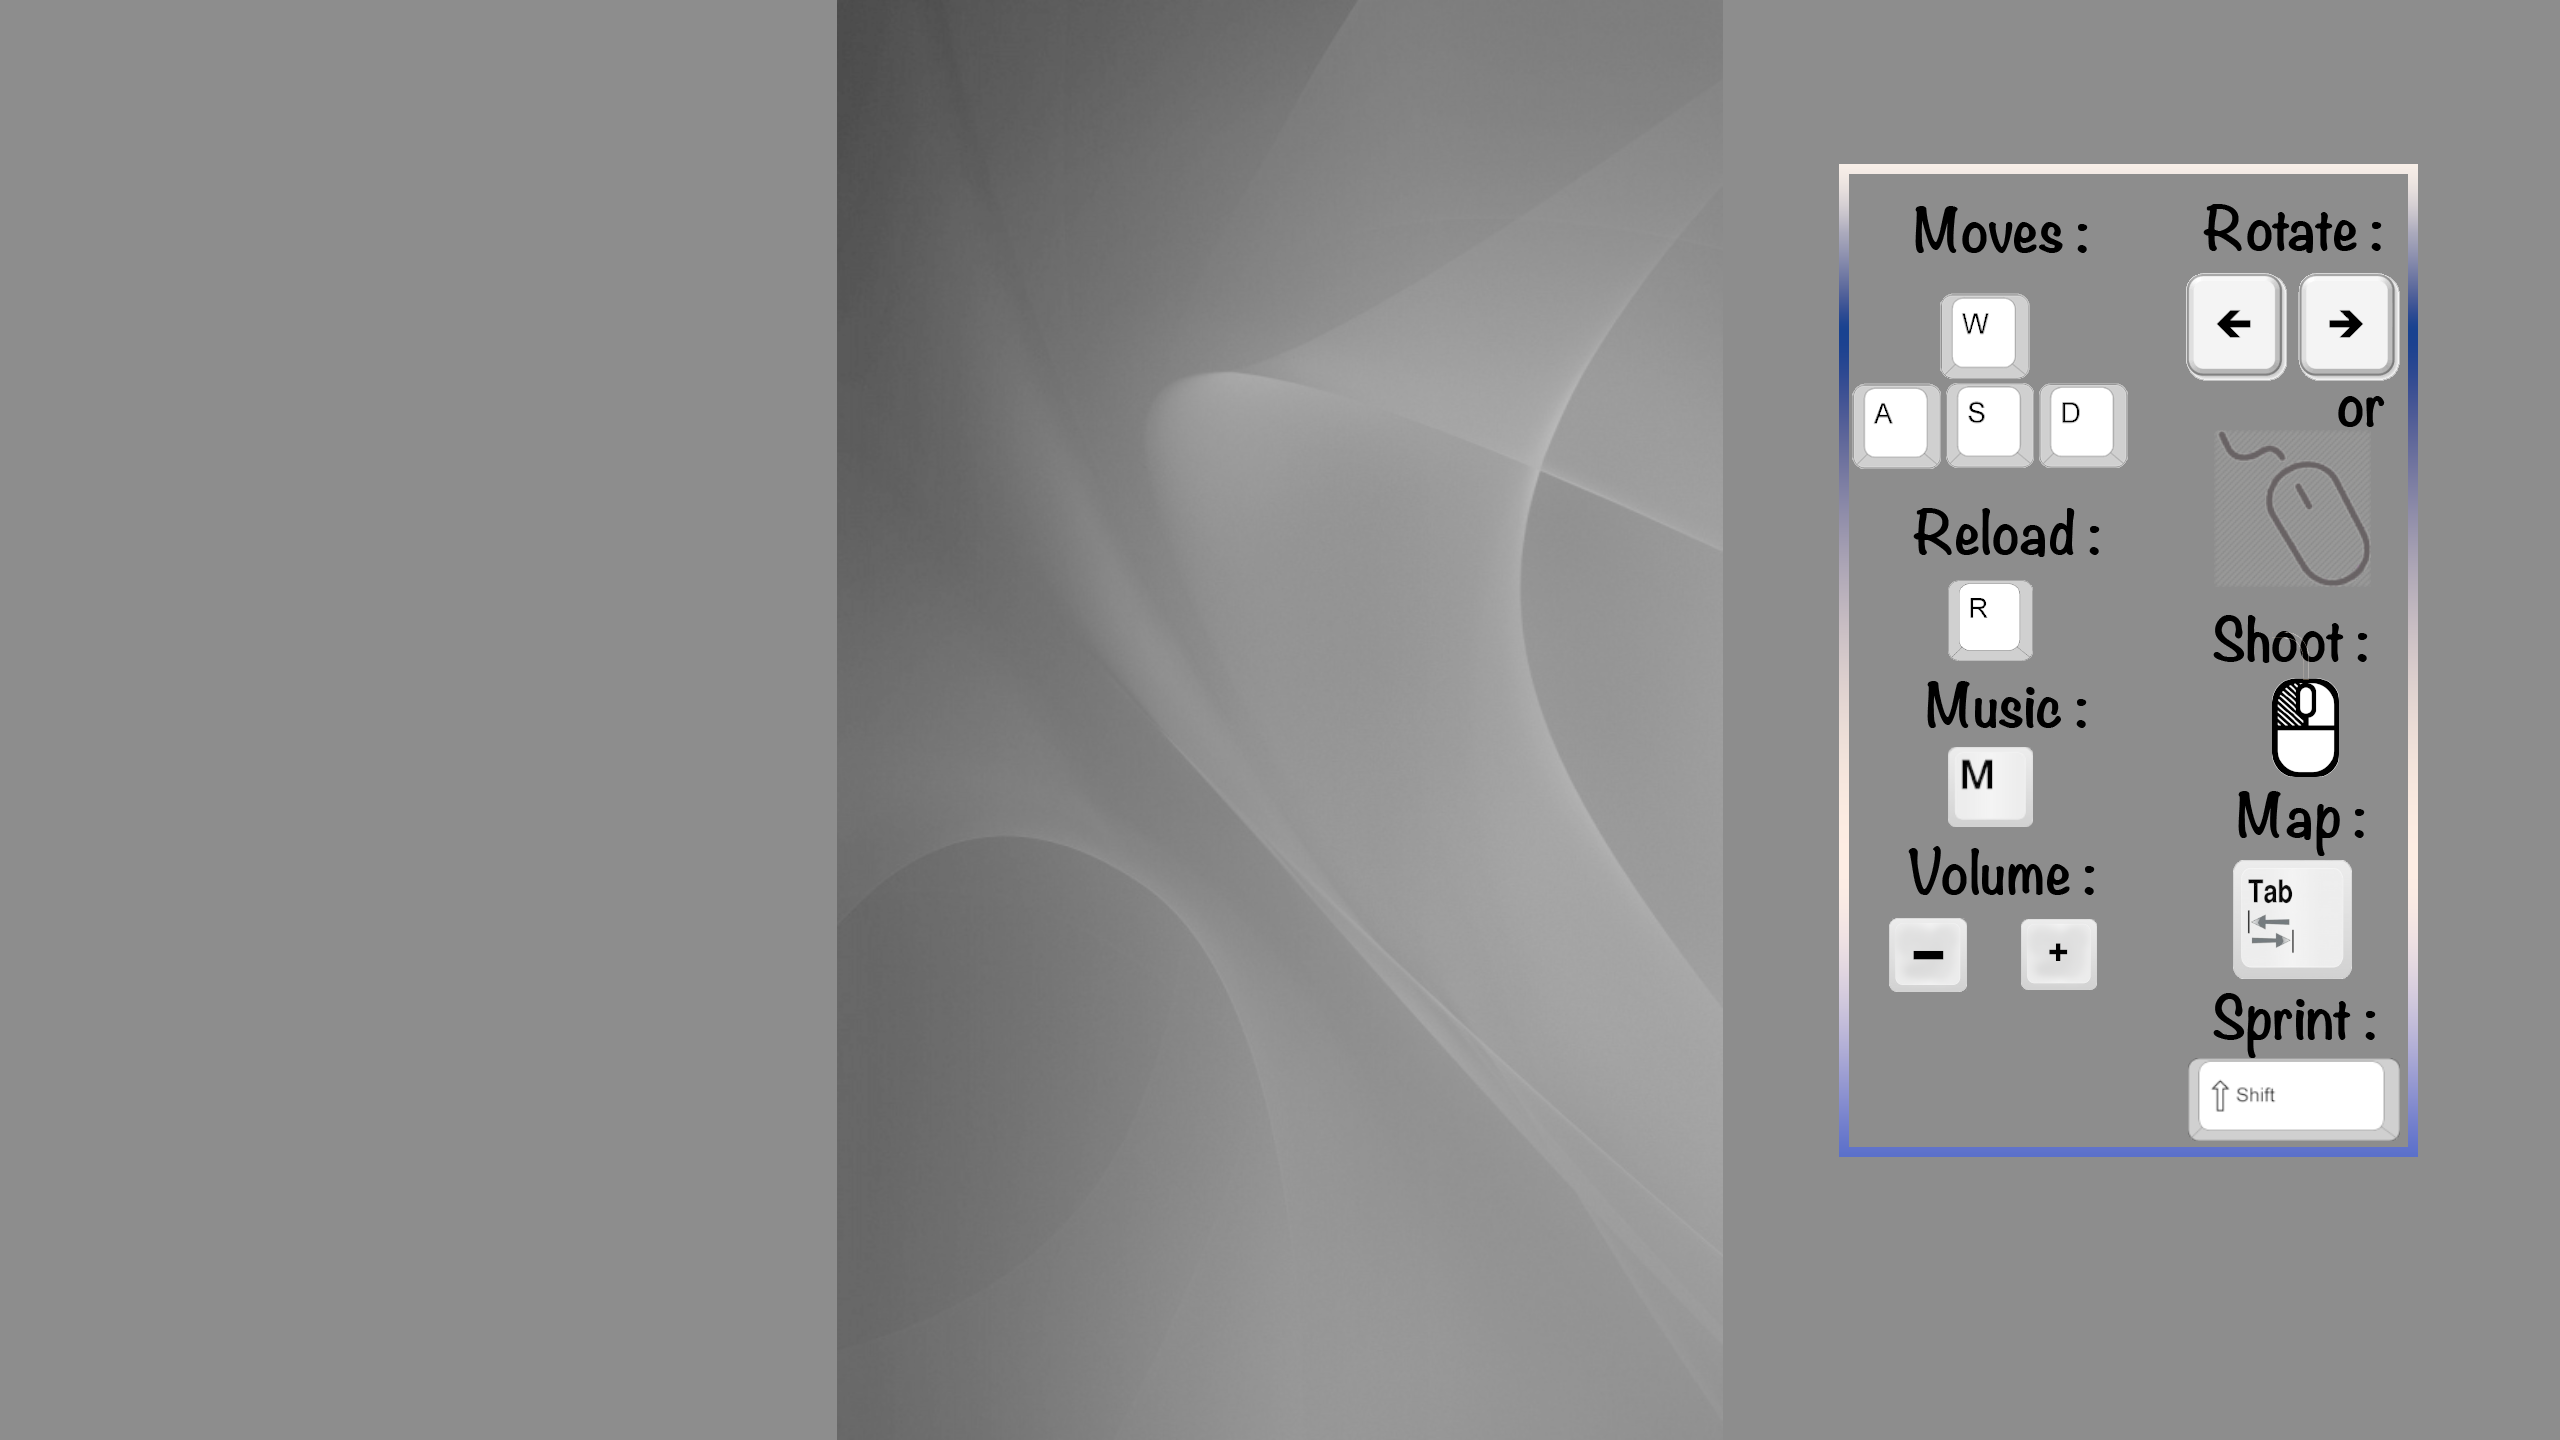 Moves :
W
A S D
Reload :
R
Music :
M
Volume :
- +
Rotate :
← →
or
Shoot :
Map :
Tab
Sprint :
⇧ Shift